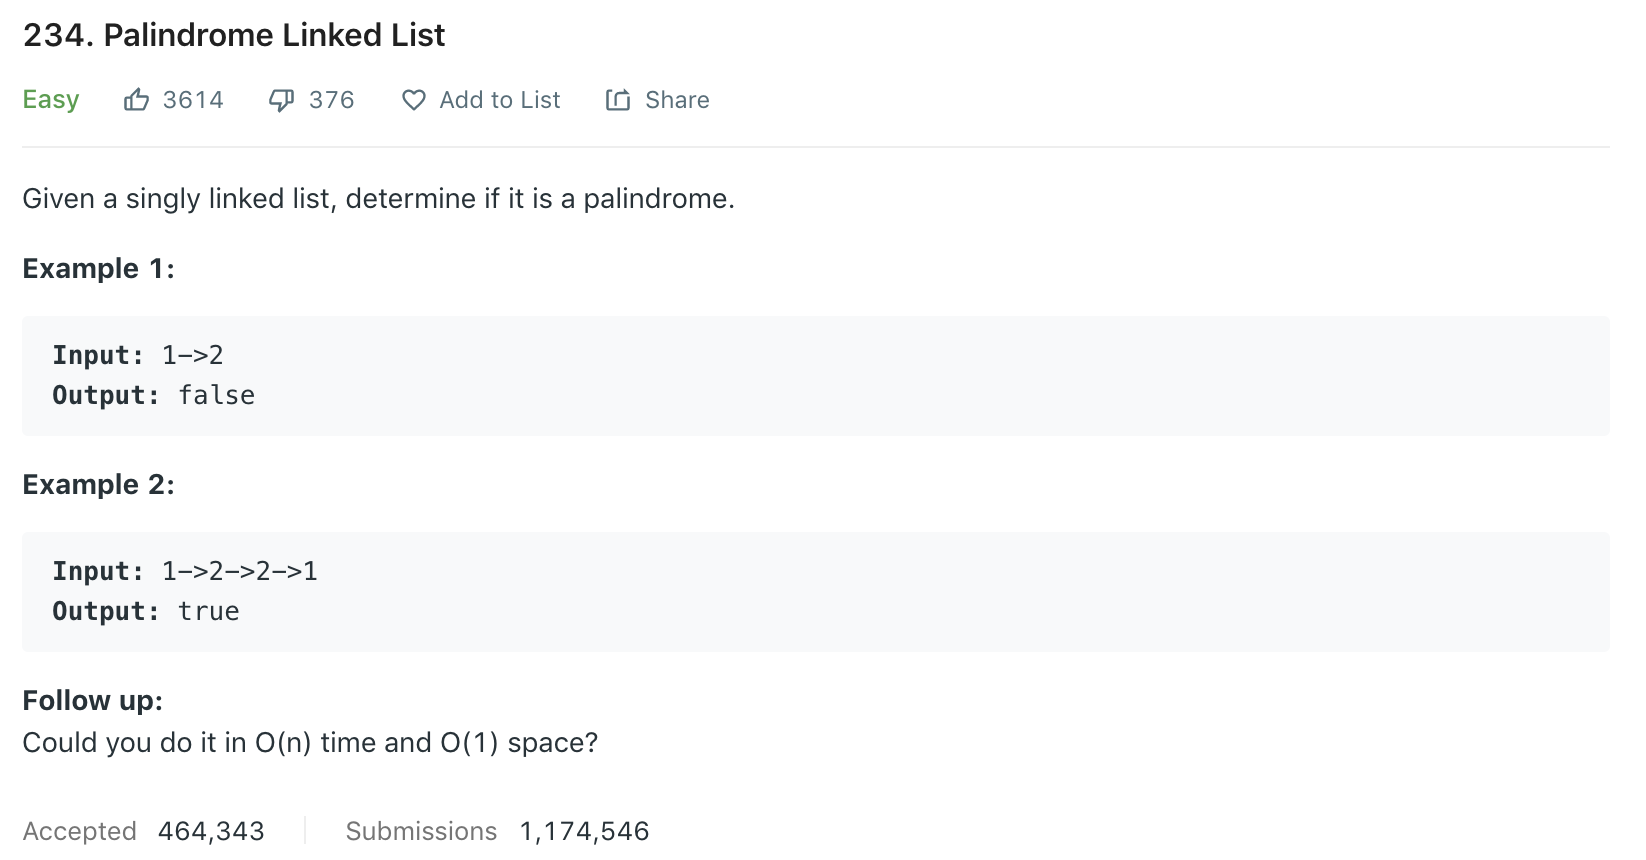 234. Palindrome Linked List
Easy 3614 376 Add to List Share
Given a singly linked list, determine if it is a palindrome.
Example 1:
Input: 1->2
Output: false
Example 2:
Input: 1->2->2->1
Output: true
Follow up:
Could you do it in O(n) time and O(1) space?
Accepted 464,343 Submissions 1,174,546